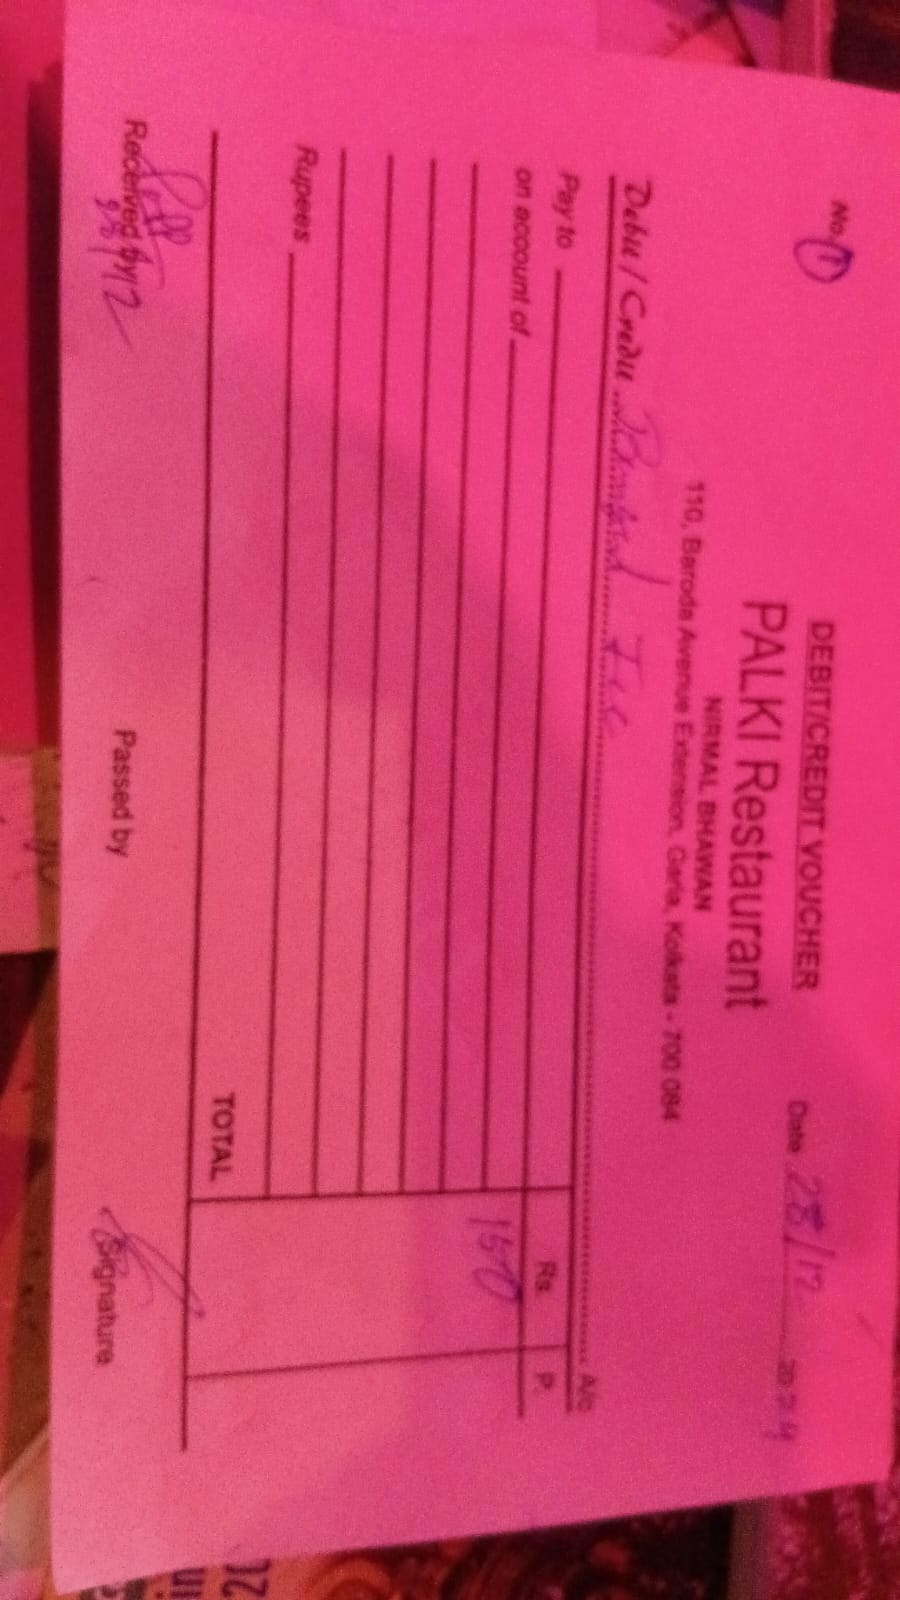 No. 1
DEBIT/CREDIT VOUCHER
PALKI Restaurant
NIRMAL BHAWAN
110, Baroda Avenue Extension, Garia, Kolkata - 700 084
Date 28/12 2024
Debit / Credit A/c
Pay to Rs. P.
on account of
150
Rupees
TOTAL
28/12
Received by Passed by Signature